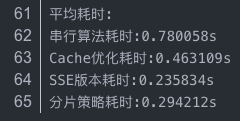 61 平均耗时:
62 串行算法耗时:0.780058s
63 Cache优化耗时:0.463109s
64 SSE版本耗时:0.235834s
65 分片策略耗时:0.294212s